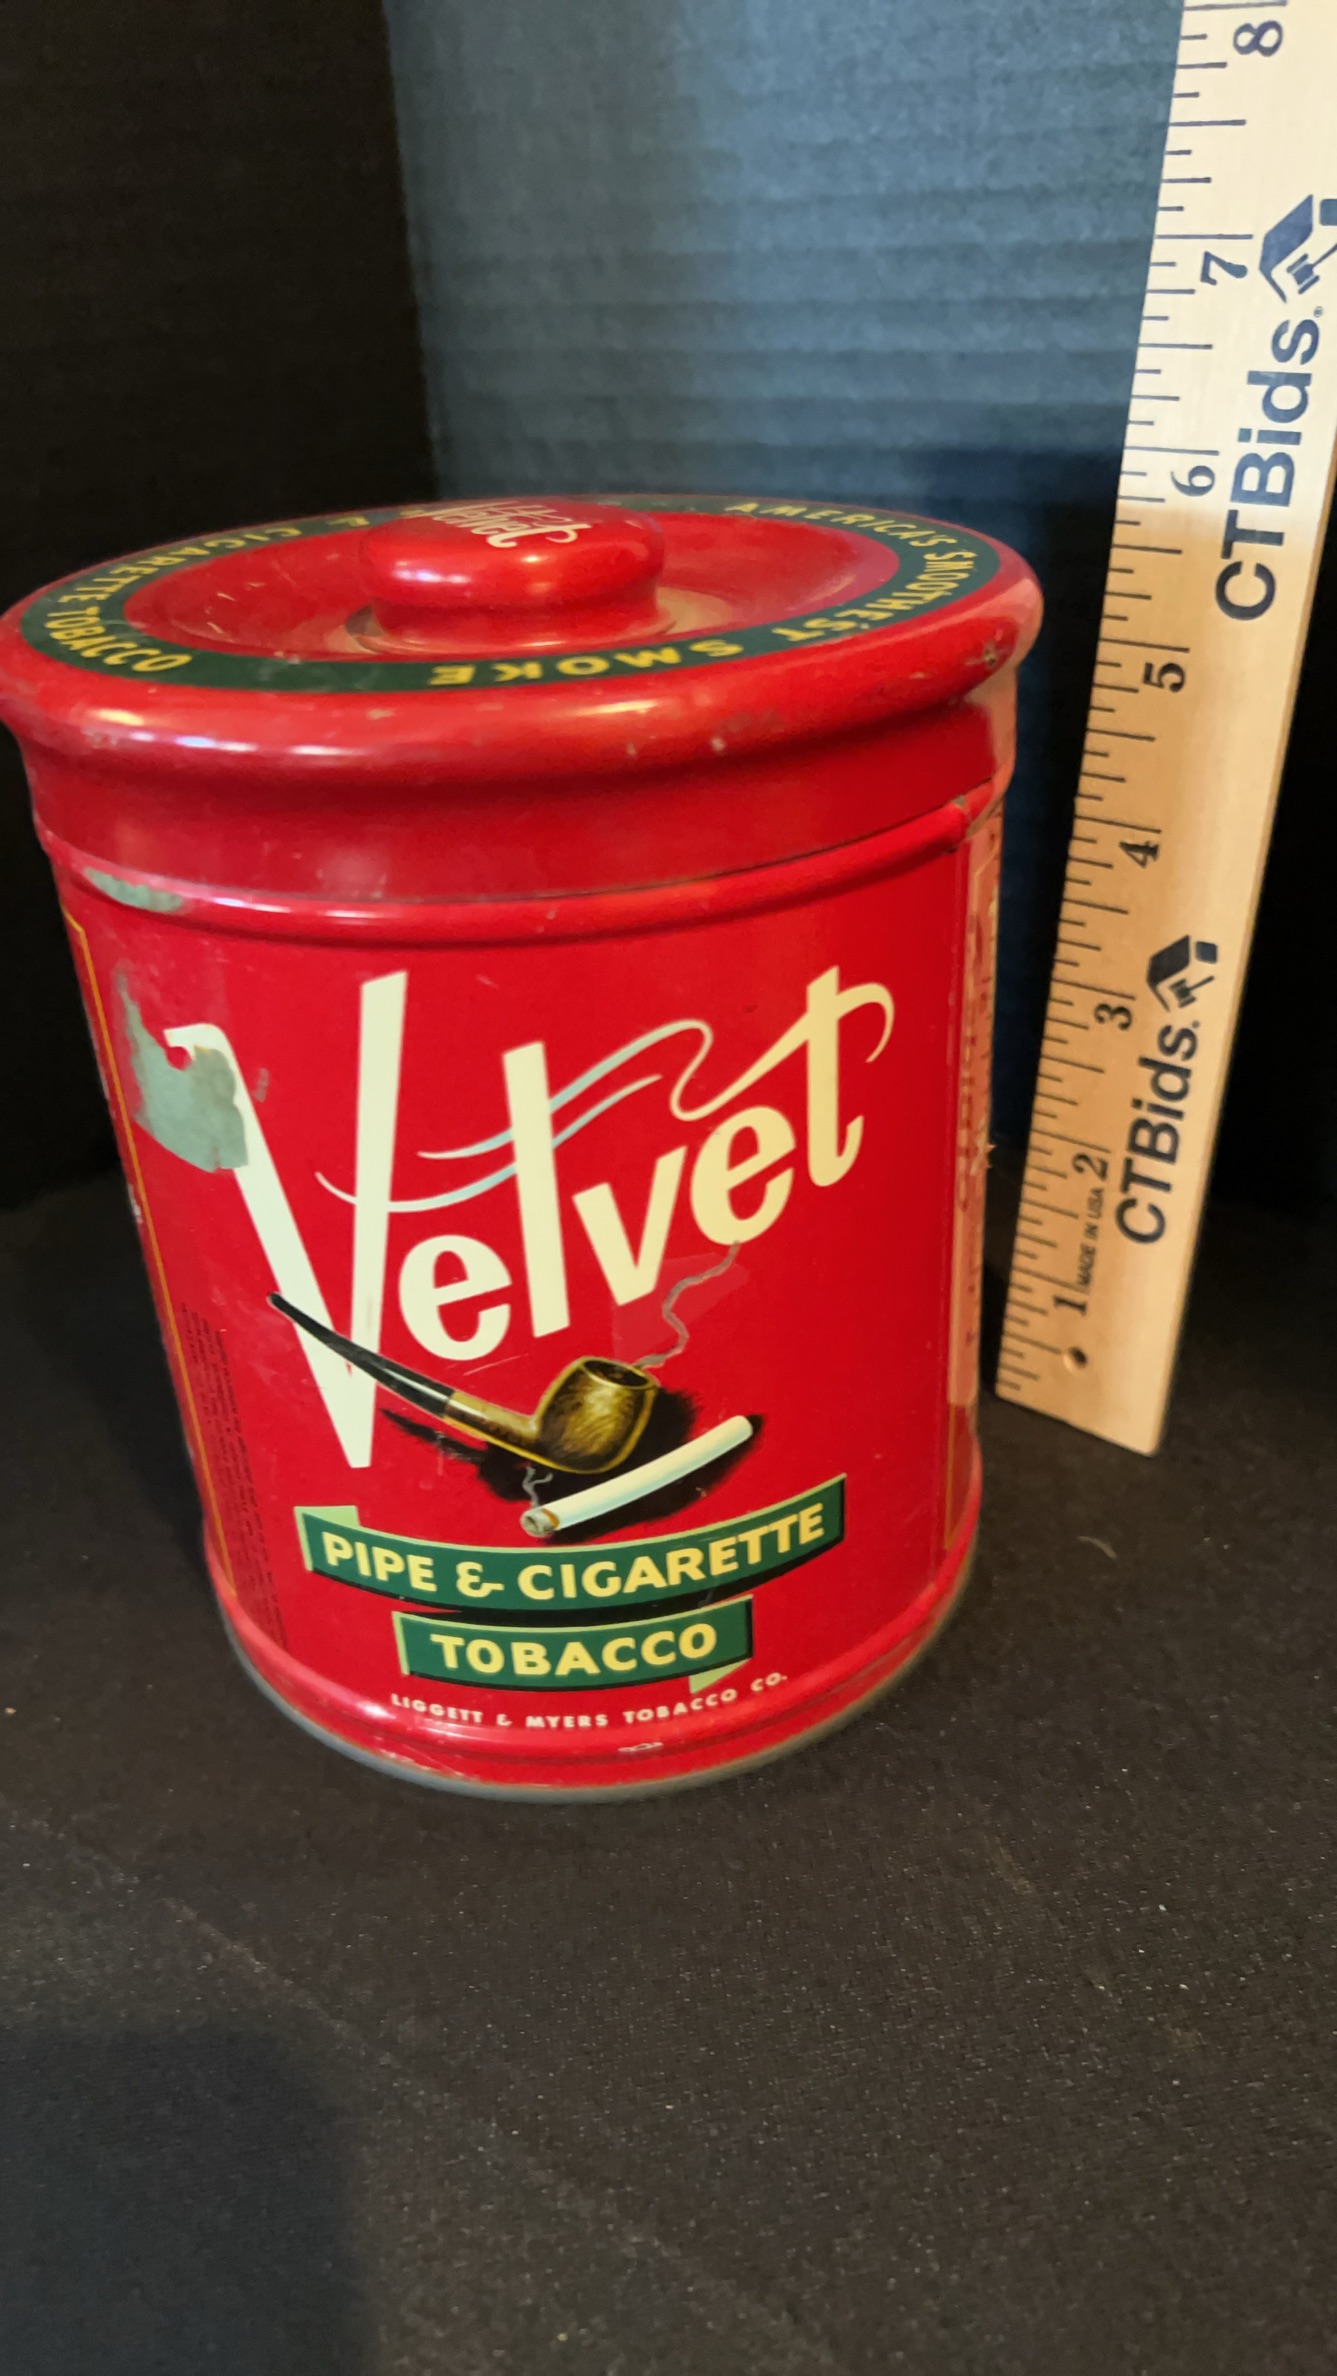 Velvet
AMERICA'S SMOOTHEST SMOKE
CIGARETTE TOBACCO
Velvet
PIPE & CIGARETTE
TOBACCO
LIGGETT & MYERS TOBACCO CO.
8
7
6
5
4
3
2
1
CTBids.
CTBids.
MADE IN USA